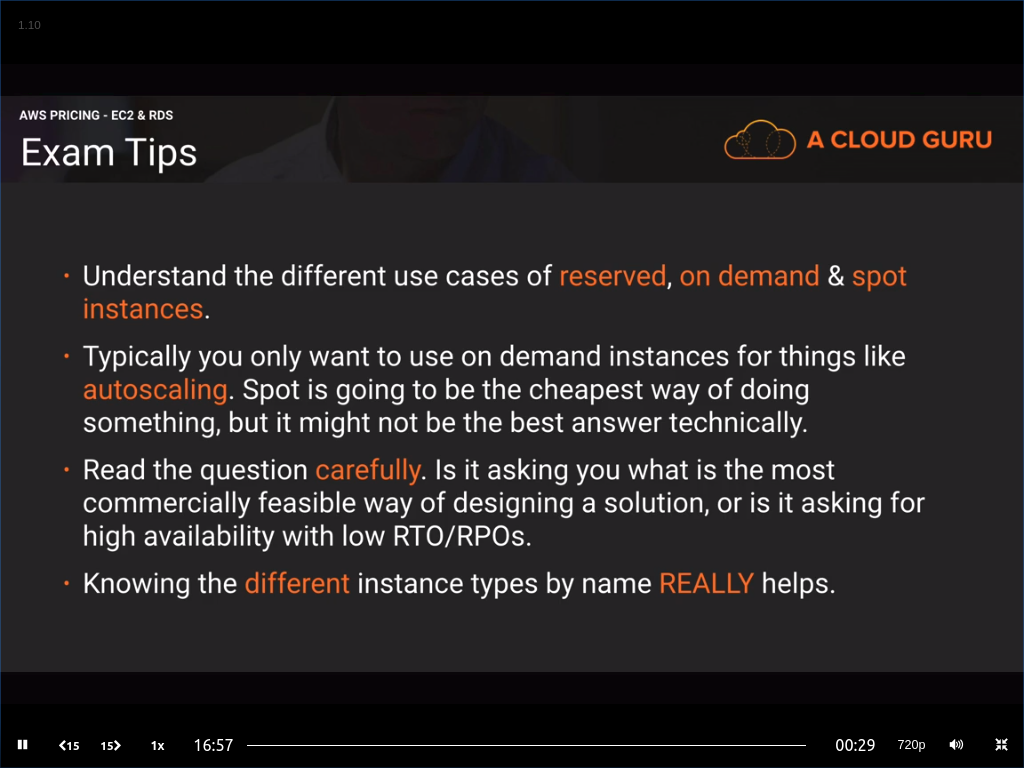 1.10
AWS PRICING - EC2 & RDS
Exam Tips
A CLOUD GURU
· Understand the different use cases of reserved, on demand & spot
instances.
· Typically you only want to use on demand instances for things like
autoscaling. Spot is going to be the cheapest way of doing
something, but it might not be the best answer technically.
· Read the question carefully. Is it asking you what is the most
commercially feasible way of designing a solution, or is it asking for
high availability with low RTO/RPOs.
· Knowing the different instance types by name REALLY helps.
15 15 1x 16:57 00:29 720p